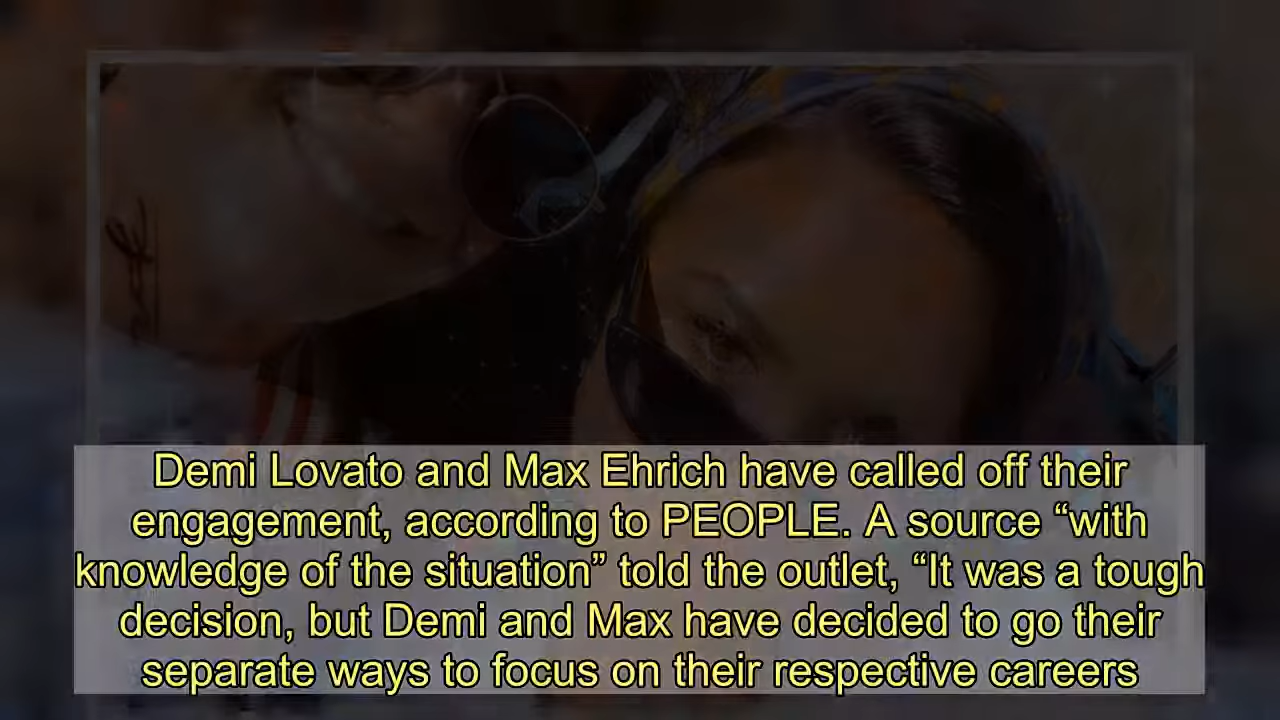 Demi Lovato and Max Ehrich have called off their
engagement, according to PEOPLE. A source “with
knowledge of the situation” told the outlet, “It was a tough
decision, but Demi and Max have decided to go their
separate ways to focus on their respective careers